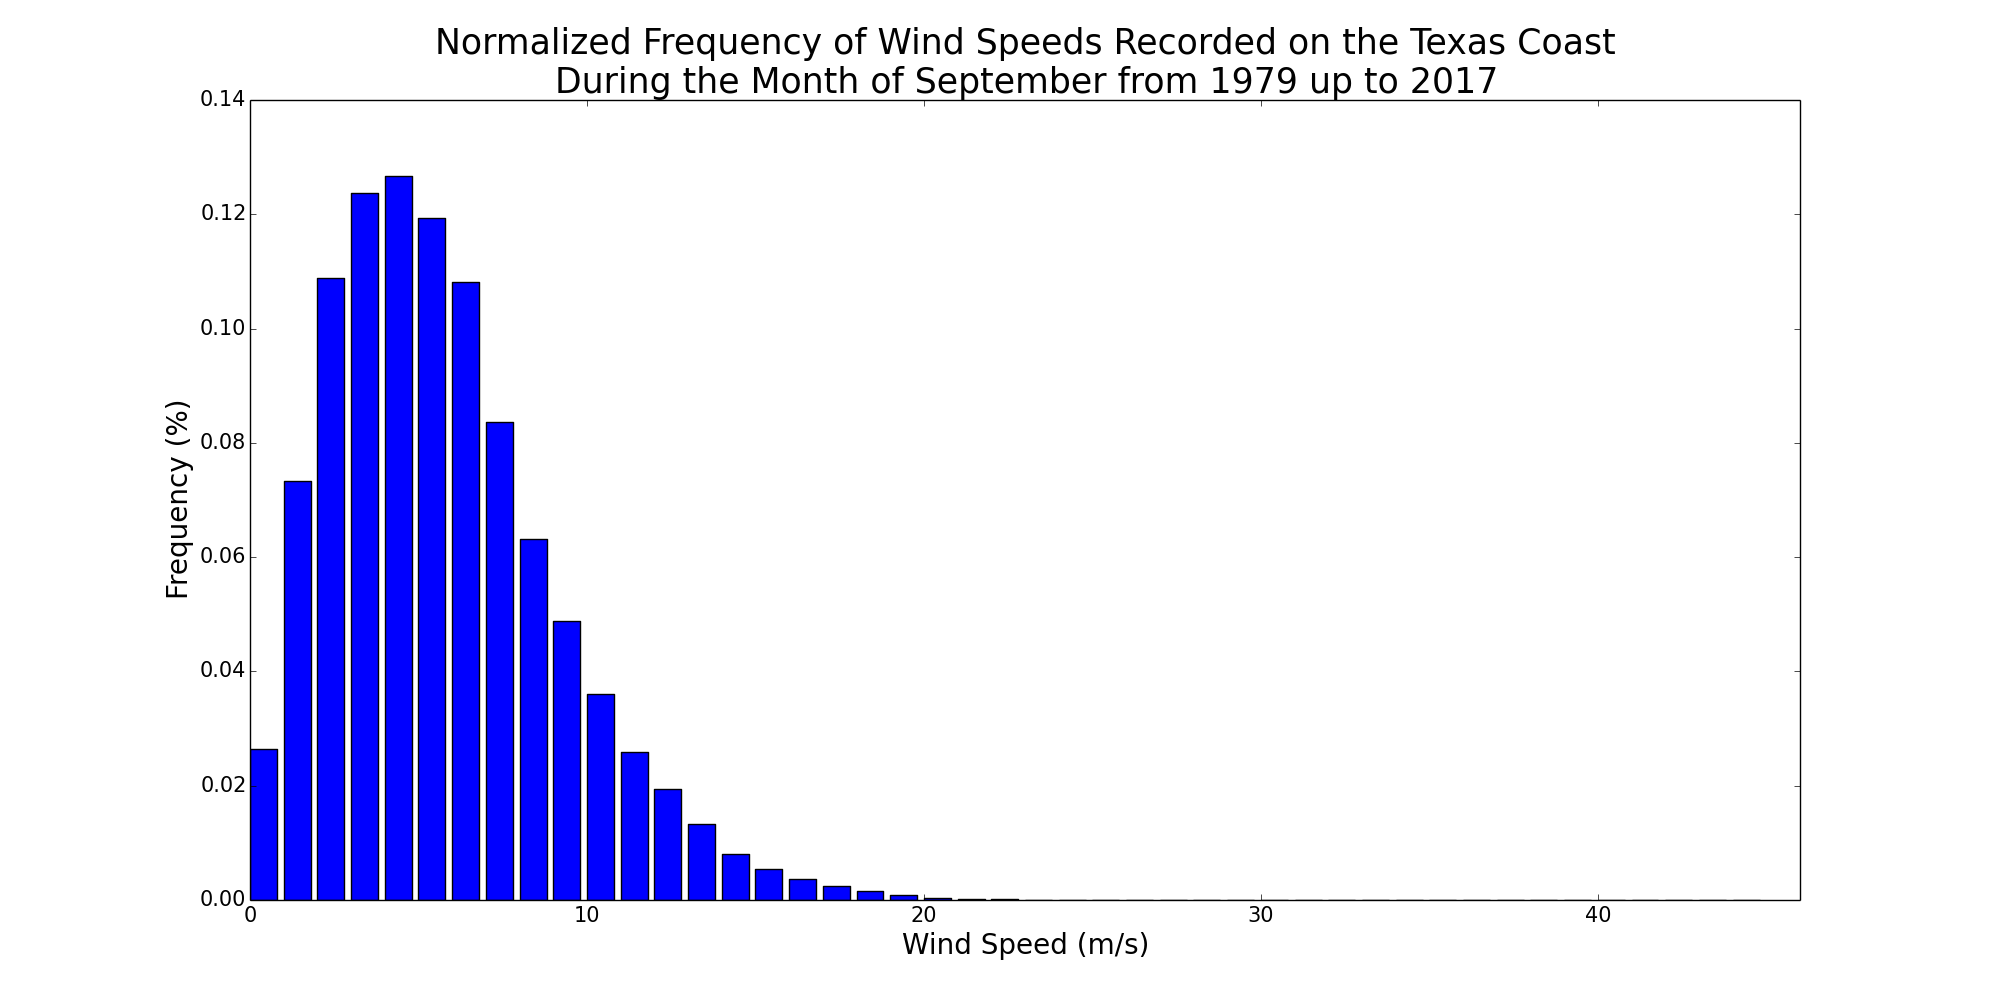 Normalized Frequency of Wind Speeds Recorded on the Texas Coast
During the Month of September from 1979 up to 2017
0.14
0.12
0.10
0.08
0.06
0.04
0.02
0.00
Frequency (%)
0 10 20 30 40
Wind Speed (m/s)